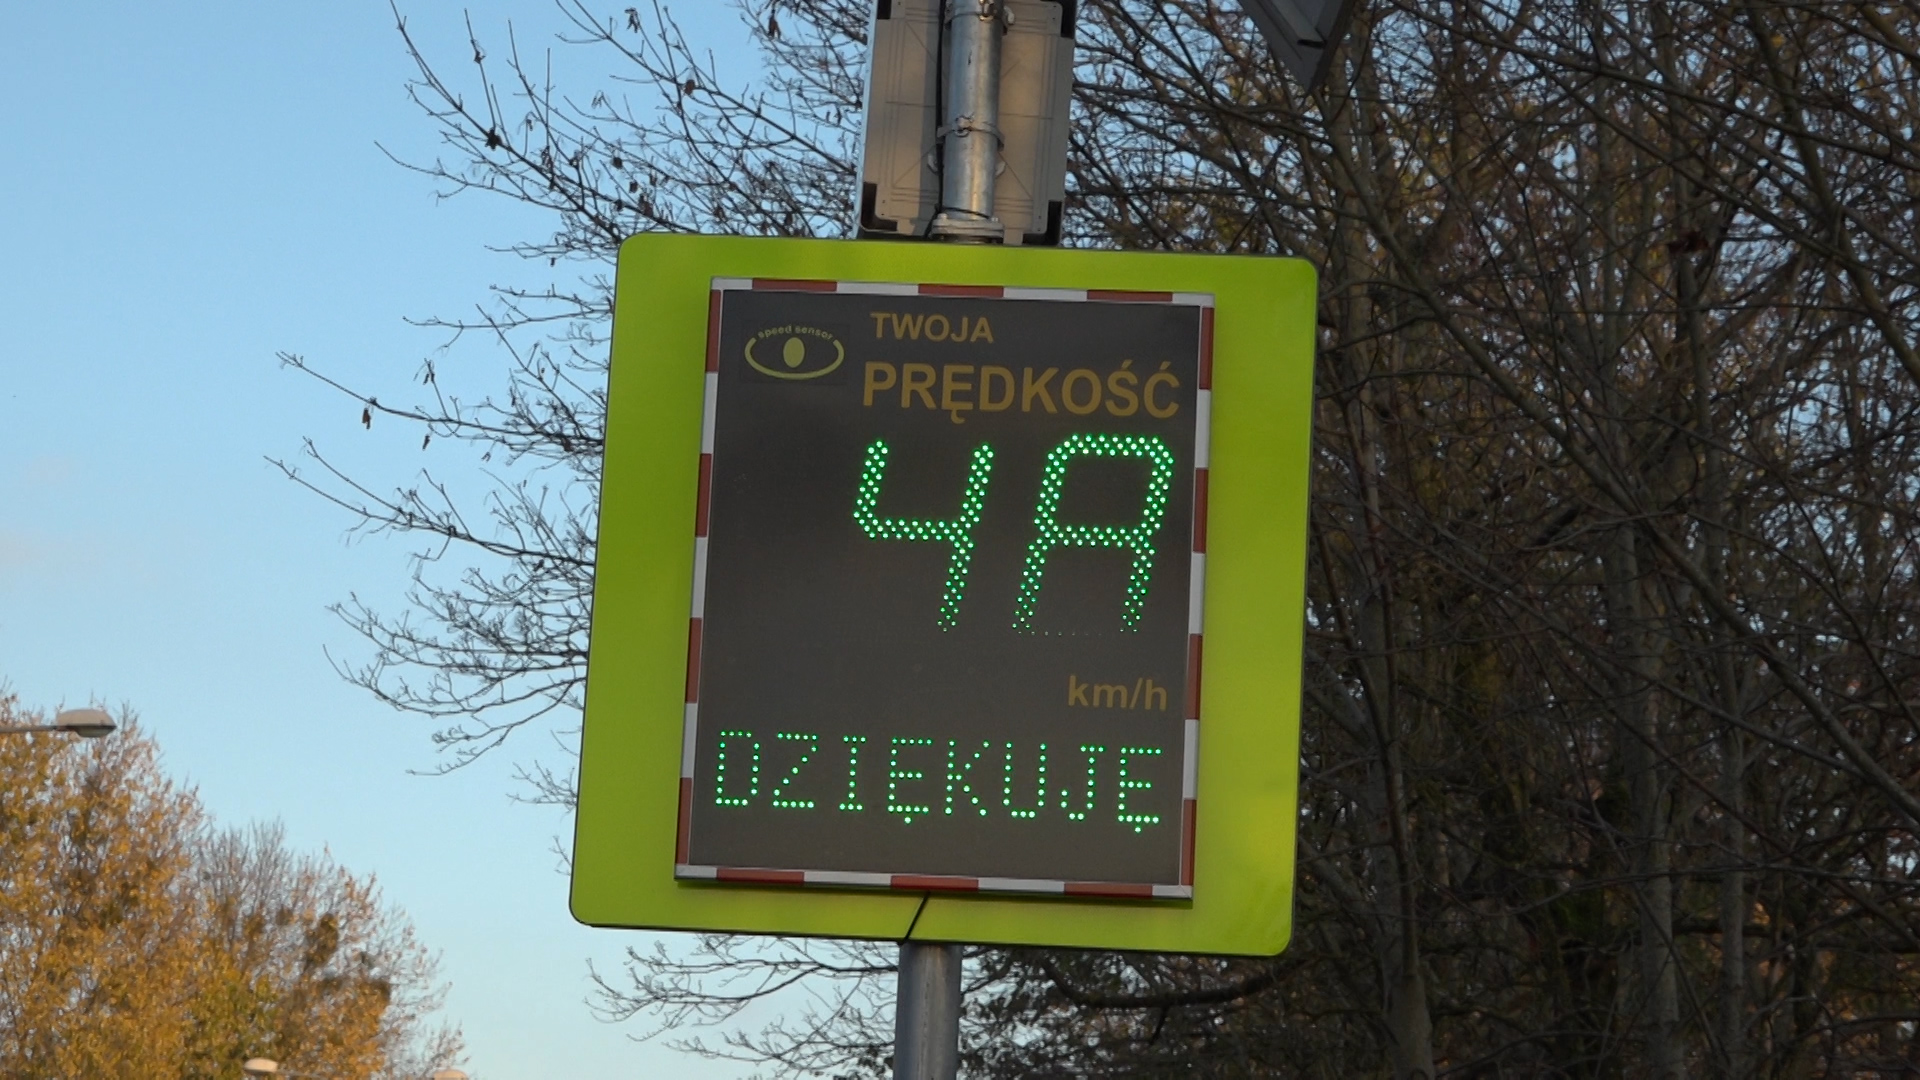 speed sensor
TWOJA
PRĘDKOŚĆ
4A
km/h
DZIĘKUJĘ